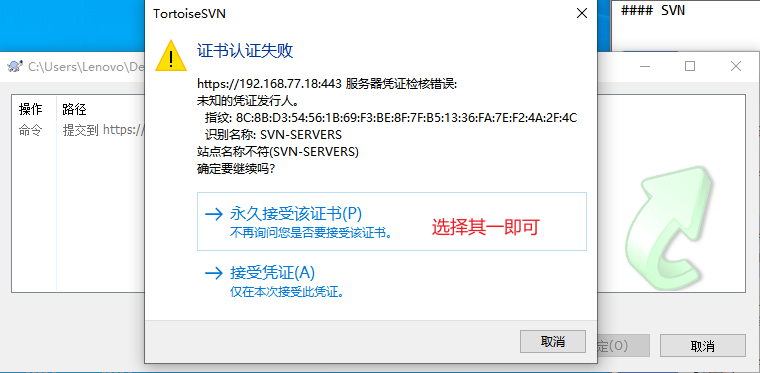 TortoiseSVN
#### SVN
证书认证失败
C:\Users\Lenovo\De
https://192.168.77.18:443 服务器凭证检核错误:
未知的凭证发行人。
指纹: 8C:8B:D3:54:56:1B:69:F3:BE:8F:7F:B5:13:36:FA:7E:F2:4A:2F:4C
识别名称: SVN-SERVERS
站点名称不符(SVN-SERVERS)
确定要继续吗?
操作 路径
命令 提交到 https:/
永久接受该证书(P)
不再询问您是否要接受该证书。
选择其一即可
接受凭证(A)
仅在本次接受此凭证。
取消
定(O)
取消